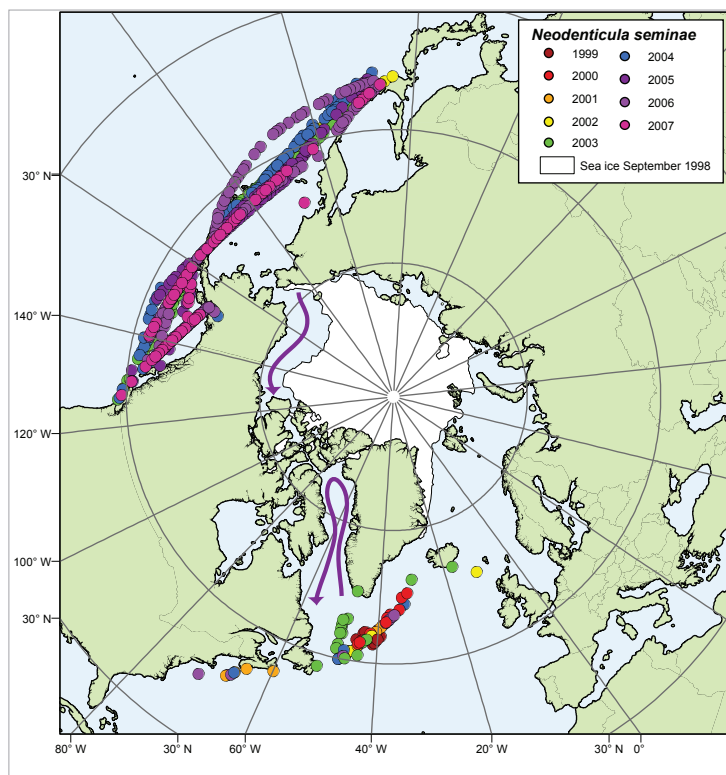 Neodenticula seminae
1999
2000
2001
2002
2003
2004
2005
2006
2007
Sea ice September 1998
30° N
140° W
120° W
100° W
30° N
80° W
30° N
60° W
40° W
20° W
30° N
0°